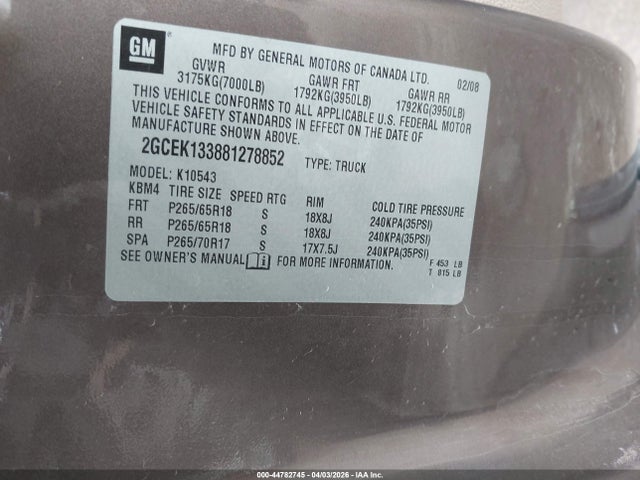 GM
MFD BY GENERAL MOTORS OF CANADA LTD.
02/08
GVWR GAWR FRT GAWR RR
3175KG(7000LB) 1792KG(3950LB) 1792KG(3950LB)
THIS VEHICLE CONFORMS TO ALL APPLICABLE U.S. FEDERAL MOTOR
VEHICLE SAFETY STANDARDS IN EFFECT ON THE DATE OF
MANUFACTURE SHOWN ABOVE.
2GCEK133881278852 TYPE: TRUCK
MODEL: K10543
KBM4 TIRE SIZE SPEED RTG RIM COLD TIRE PRESSURE
FRT P265/65R18 S 18X8J 240KPA(35PSI)
RR P265/65R18 S 18X8J 240KPA(35PSI)
SPA P265/70R17 S 17X7.5J 240KPA(35PSI)
SEE OWNER'S MANUAL FOR MORE INFORMATION.
F 453 LB
T 815 LB
000-44782745 - 04/03/2026 - IAA Inc.